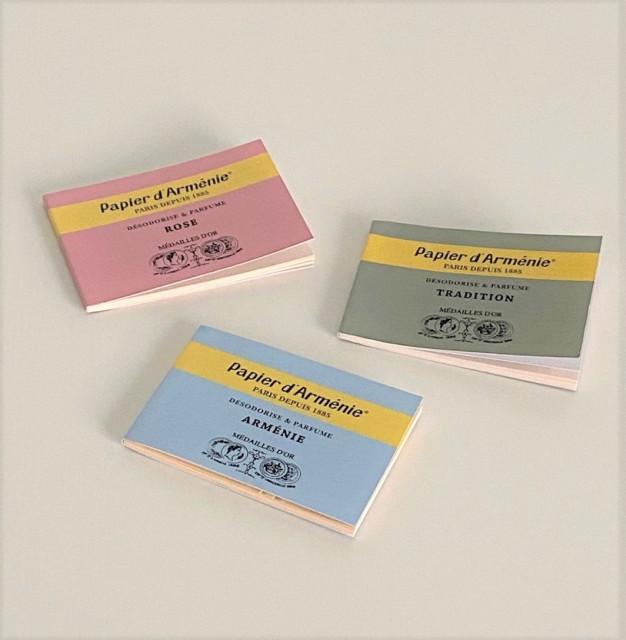 Papier d'Arménie®
PARIS DEPUIS 1885
DÉSODORISE & PARFUME
ROSE
MÉDAILLES D'OR
Papier d'Arménie®
PARIS DEPUIS 1885
DÉSODORISE & PARFUME
TRADITION
MÉDAILLES D'OR
Papier d'Arménie®
PARIS DEPUIS 1885
DÉSODORISE & PARFUME
ARMÉNIE
MÉDAILLES D'OR